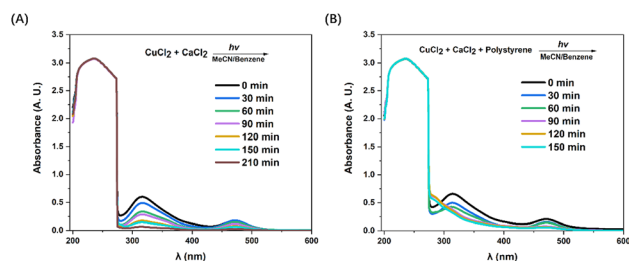 (A)
3.5
3.0
2.5
2.0
1.5
1.0
0.5
0.0
Absorbance (A. U.)
CuCl2 + CaCl2
hv
MeCN/Benzene
0 min
30 min
60 min
90 min
120 min
150 min
210 min
200 300 400 500 600
λ (nm)
(B)
3.5
3.0
2.5
2.0
1.5
1.0
0.5
0.0
Absorbance (A. U.)
CuCl2 + CaCl2 + Polystyrene
hv
MeCN/Benzene
0 min
30 min
60 min
90 min
120 min
150 min
200 300 400 500 600
λ (nm)